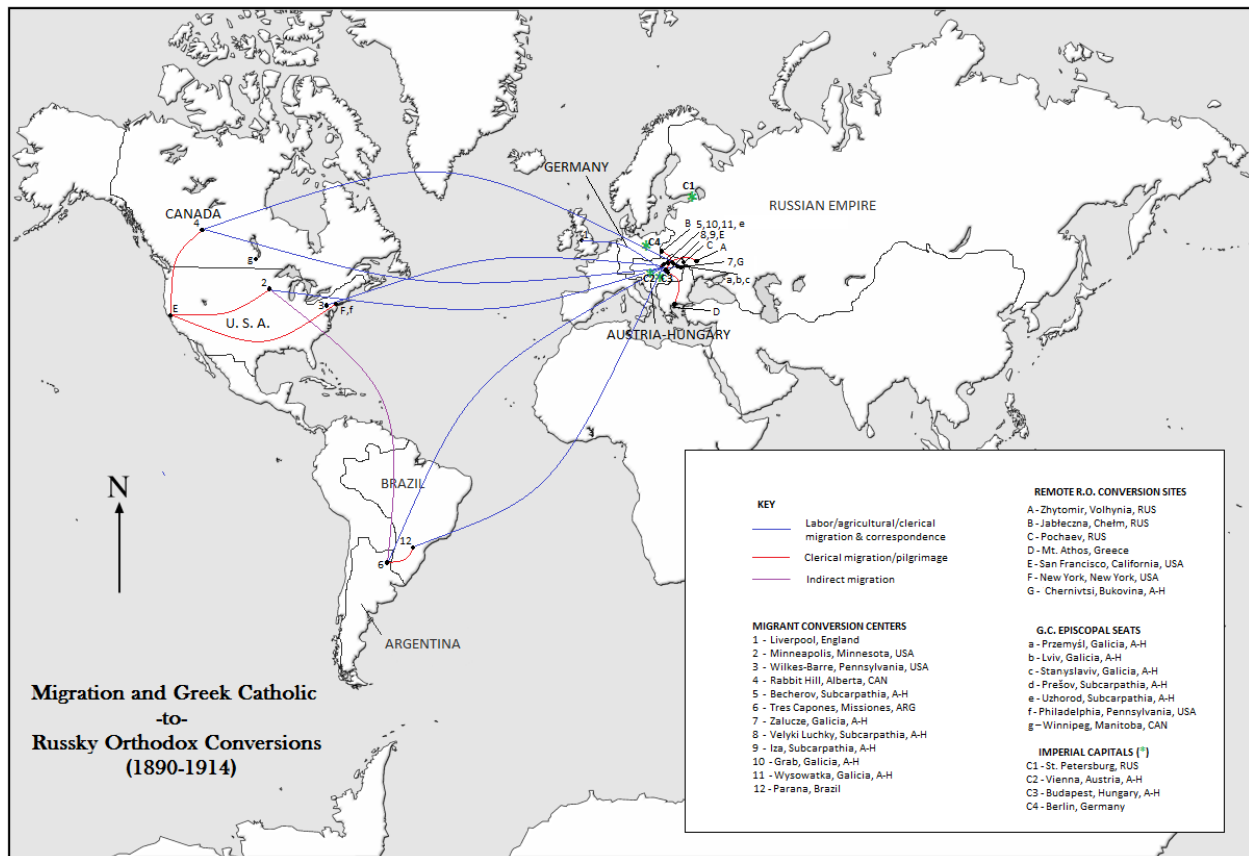 GERMANY
C1
CANADA
4
RUSSIAN EMPIRE
B
5,10,11, e
8,9,E
C
A
1
C4
7,G
g
a,b,c
C2
C3
2
E
U. S. A.
3
F,f
D
AUSTRIA-HUNGARY
BRAZIL
12
6
ARGENTINA
N
Migration and Greek Catholic
-to-
Russky Orthodox Conversions
(1890-1914)
KEY
Labor/agricultural/clerical
migration & correspondence
Clerical migration/pilgrimage
Indirect migration
MIGRANT CONVERSION CENTERS
1 - Liverpool, England
2 - Minneapolis, Minnesota, USA
3 - Wilkes-Barre, Pennsylvania, USA
4 - Rabbit Hill, Alberta, CAN
5 - Becherov, Subcarpathia, A-H
6 - Tres Capones, Missiones, ARG
7 - Zalucze, Galicia, A-H
8 - Velyki Luchky, Subcarpathia, A-H
9 - Iza, Subcarpathia, A-H
10 - Grab, Galicia, A-H
11 - Wysowatka, Galicia, A-H
12 - Parana, Brazil
REMOTE R.O. CONVERSION SITES
A - Zhytomir, Volhynia, RUS
B - Jabłeczna, Chełm, RUS
C - Pochaev, RUS
D - Mt. Athos, Greece
E - San Francisco, California, USA
F - New York, New York, USA
G - Chernivtsi, Bukovina, A-H
G.C. EPISCOPAL SEATS
a - Przemyśl, Galicia, A-H
b - Lviv, Galicia, A-H
c - Stanyslaviv, Galicia, A-H
d - Prešov, Subcarpathia, A-H
e - Uzhorod, Subcarpathia, A-H
f - Philadelphia, Pennsylvania, USA
g – Winnipeg, Manitoba, CAN
IMPERIAL CAPITALS (*)
C1 - St. Petersburg, RUS
C2 - Vienna, Austria, A-H
C3 - Budapest, Hungary, A-H
C4 - Berlin, Germany